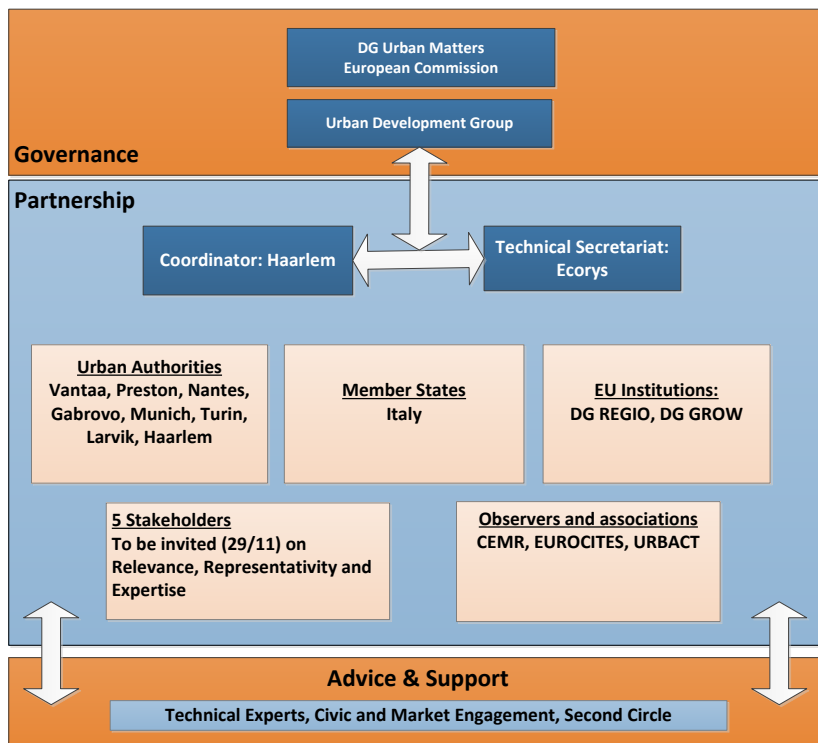 DG Urban Matters
European Commission
Urban Development Group
Governance
Partnership
Coordinator: Haarlem
Technical Secretariat:
Ecorys
Urban Authorities
Vantaa, Preston, Nantes,
Gabrovo, Munich, Turin,
Larvik, Haarlem
Member States
Italy
EU Institutions:
DG REGIO, DG GROW
5 Stakeholders
To be invited (29/11) on
Relevance, Representativity and
Expertise
Observers and associations
CEMR, EUROCITES, URBACT
Advice & Support
Technical Experts, Civic and Market Engagement, Second Circle